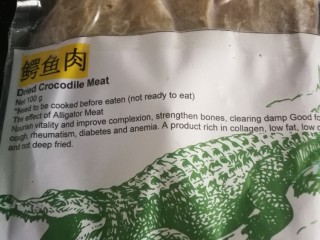 鳄鱼肉
Dried Crocodile Meat
Net 100 g
*Need to be cooked before eaten (not ready to eat)
The effect of Alligator Meat
Nourish vitality and improve complexion, strengthen bones, clearing damp Good fo
cough, rheumatism, diabetes and anemia. A product rich in collagen, low fat, low c
and not deep fried.